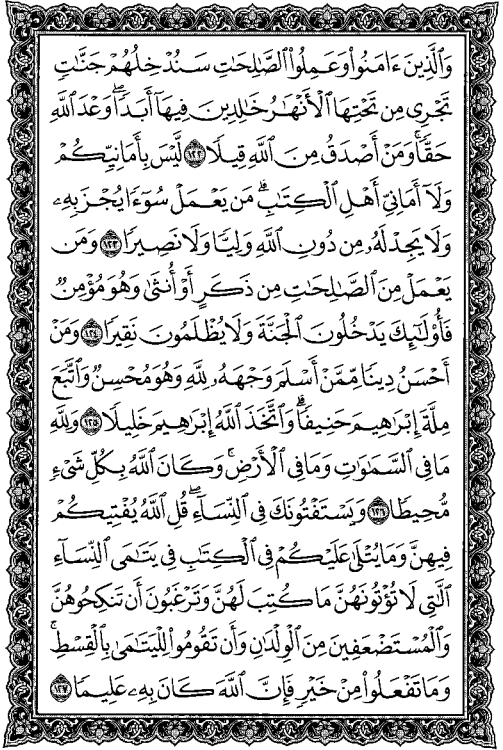 وَٱلَّذِينَ ءَامَنُوا۟ وَعَمِلُوا۟ ٱلصَّـٰلِحَـٰتِ سَنُدْخِلُهُمْ جَنَّـٰتٍ
تَجْرِى مِن تَحْتِهَا ٱلْأَنْهَـٰرُ خَـٰلِدِينَ فِيهَآ أَبَدًا ۖ وَعْدَ ٱللَّهِ
حَقًّا ۚ وَمَنْ أَصْدَقُ مِنَ ٱللَّهِ قِيلًا ١٢٢ لَّيْسَ بِأَمَانِيِّكُمْ
وَلَآ أَمَانِىِّ أَهْلِ ٱلْكِتَـٰبِ ۗ مَن يَعْمَلْ سُوٓءًا يُجْزَ بِهِۦ
وَلَا يَجِدْ لَهُۥ مِن دُونِ ٱللَّهِ وَلِيًّا وَلَا نَصِيرًا ١٢٣ وَمَن
يَعْمَلْ مِنَ ٱلصَّـٰلِحَـٰتِ مِن ذَكَرٍ أَوْ أُنثَىٰ وَهُوَ مُؤْمِنٌ
فَأُو۟لَـٰٓئِكَ يَدْخُلُونَ ٱلْجَنَّةَ وَلَا يُظْلَمُونَ نَقِيرًا ١٢٤ وَمَنْ
أَحْسَنُ دِينًا مِّمَّنْ أَسْلَمَ وَجْهَهُۥ لِلَّهِ وَهُوَ مُحْسِنٌ وَٱتَّبَعَ
مِلَّةَ إِبْرَٰهِيمَ حَنِيفًا ۗ وَٱتَّخَذَ ٱللَّهُ إِبْرَٰهِيمَ خَلِيلًا ١٢٥ وَلِلَّهِ
مَا فِى ٱلسَّمَـٰوَٰتِ وَمَا فِى ٱلْأَرْضِ ۚ وَكَانَ ٱللَّهُ بِكُلِّ شَىْءٍ
مُّحِيطًا ١٢٦ وَيَسْتَفْتُونَكَ فِى ٱلنِّسَآءِ ۖ قُلِ ٱللَّهُ يُفْتِيكُمْ
فِيهِنَّ وَمَا يُتْلَىٰ عَلَيْكُمْ فِى ٱلْكِتَـٰبِ فِى يَتَـٰمَى ٱلنِّسَآءِ
ٱلَّـٰتِى لَا تُؤْتُونَهُنَّ مَا كُتِبَ لَهُنَّ وَتَرْغَبُونَ أَن تَنكِحُوهُنَّ
وَٱلْمُسْتَضْعَفِينَ مِنَ ٱلْوِلْدَٰنِ وَأَن تَقُومُوا۟ لِلْيَتَـٰمَىٰ بِٱلْقِسْطِ ۚ
وَمَا تَفْعَلُوا۟ مِنْ خَيْرٍ فَإِنَّ ٱللَّهَ كَانَ بِهِۦ عَلِيمًا ١٢٧